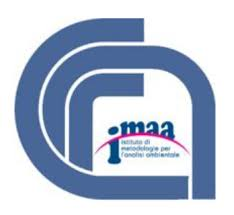 imaa
istituto di
metodologie per
l'analisi ambientale